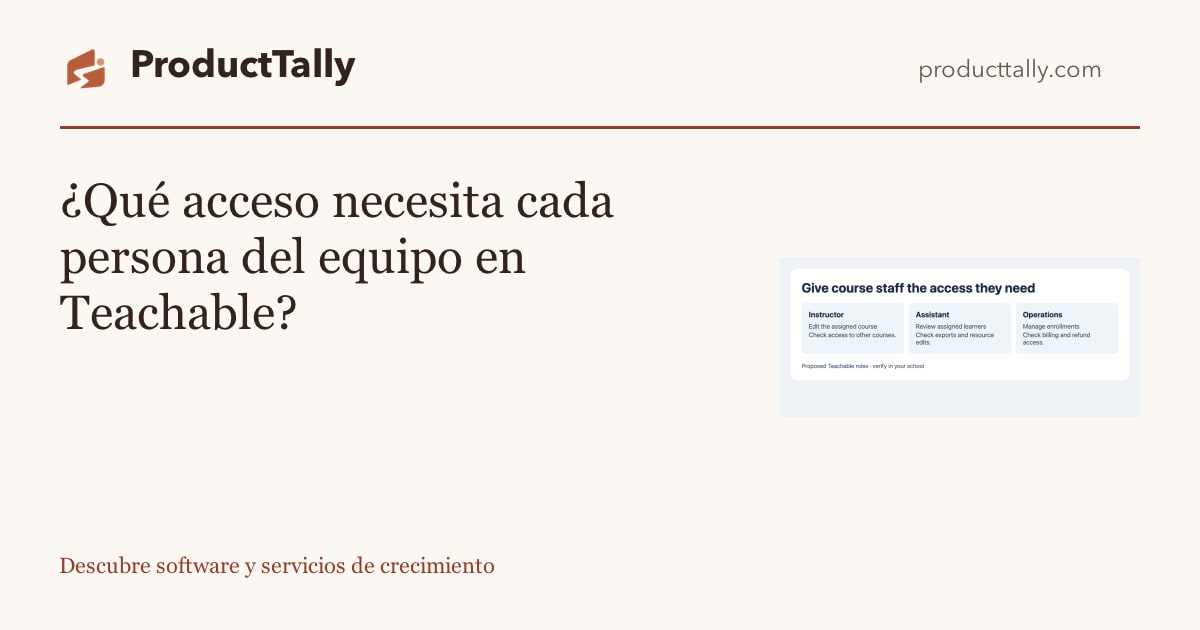 ProductTally
producttally.com
¿Qué acceso necesita cada
persona del equipo en
Teachable?
Give course staff the access they need
Instructor
Edit the assigned course
Check access to other courses.
Assistant
Review assigned learners
Check exports and resource
edits.
Operations
Manage enrollments
Check billing and refund
access.
Proposed Teachable roles · verify in your school
Descubre software y servicios de crecimiento